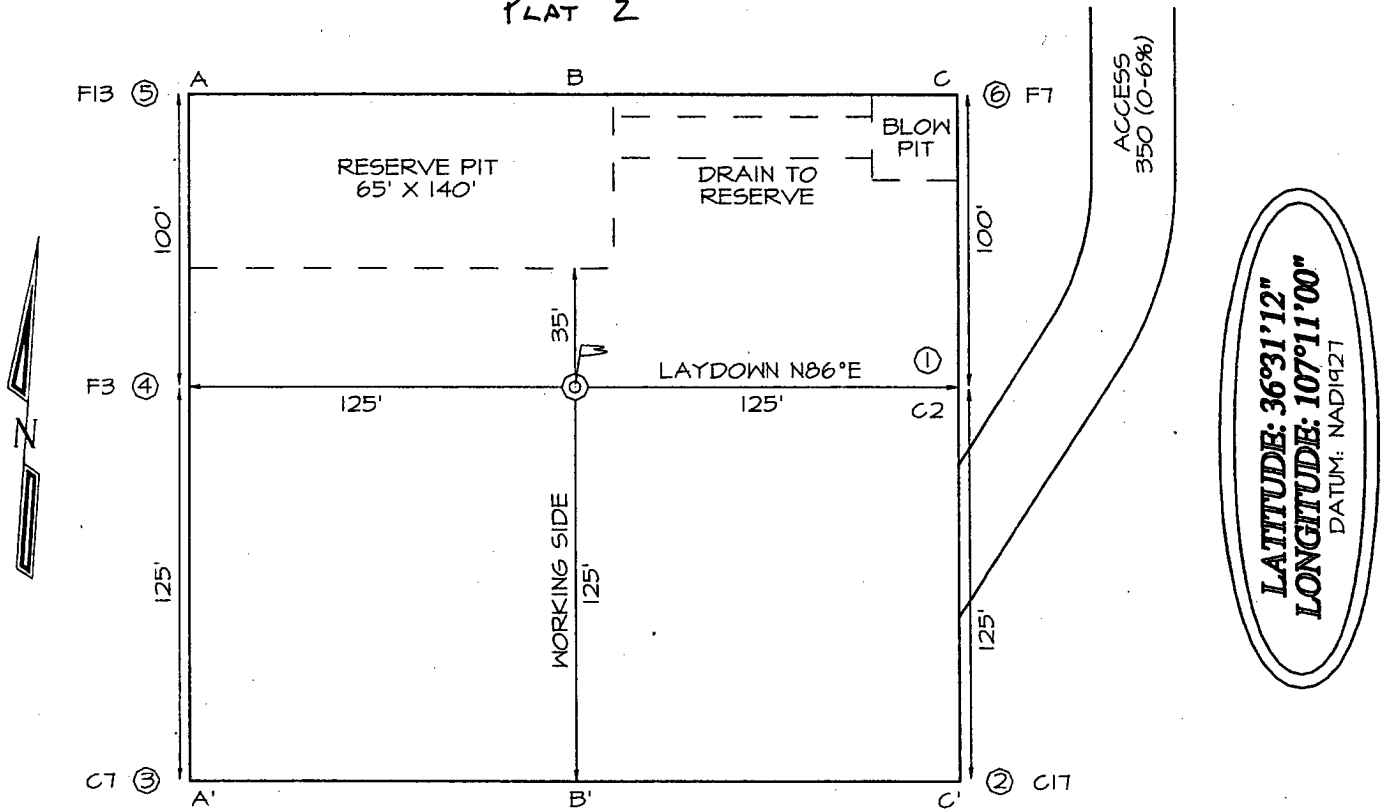 PLAT 2
A
B
C
F13 ⑤
⑥ F7
ACCESS
350 (0-6%)
BLOW
PIT
RESERVE PIT
65' X 140'
DRAIN TO
RESERVE
100'
100'
35'
F3 ④
LAYDOWN N86°E
①
125'
125'
C2
N
LATITUDE: 36°31'12"
LONGITUDE: 107°11'00"
DATUM: NAD1927
125'
WORKING SIDE
125'
125'
C7 ③
② C17
A'
B'
C'